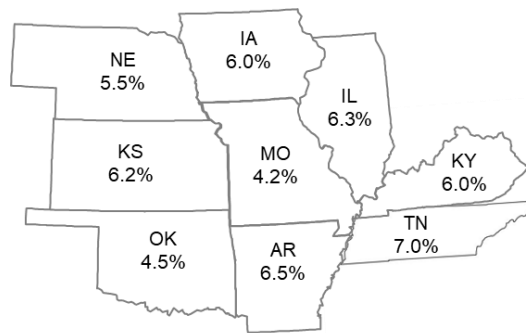 IA
6.0%
NE
5.5%
IL
6.3%
KS
6.2%
MO
4.2%
KY
6.0%
TN
7.0%
OK
4.5%
AR
6.5%